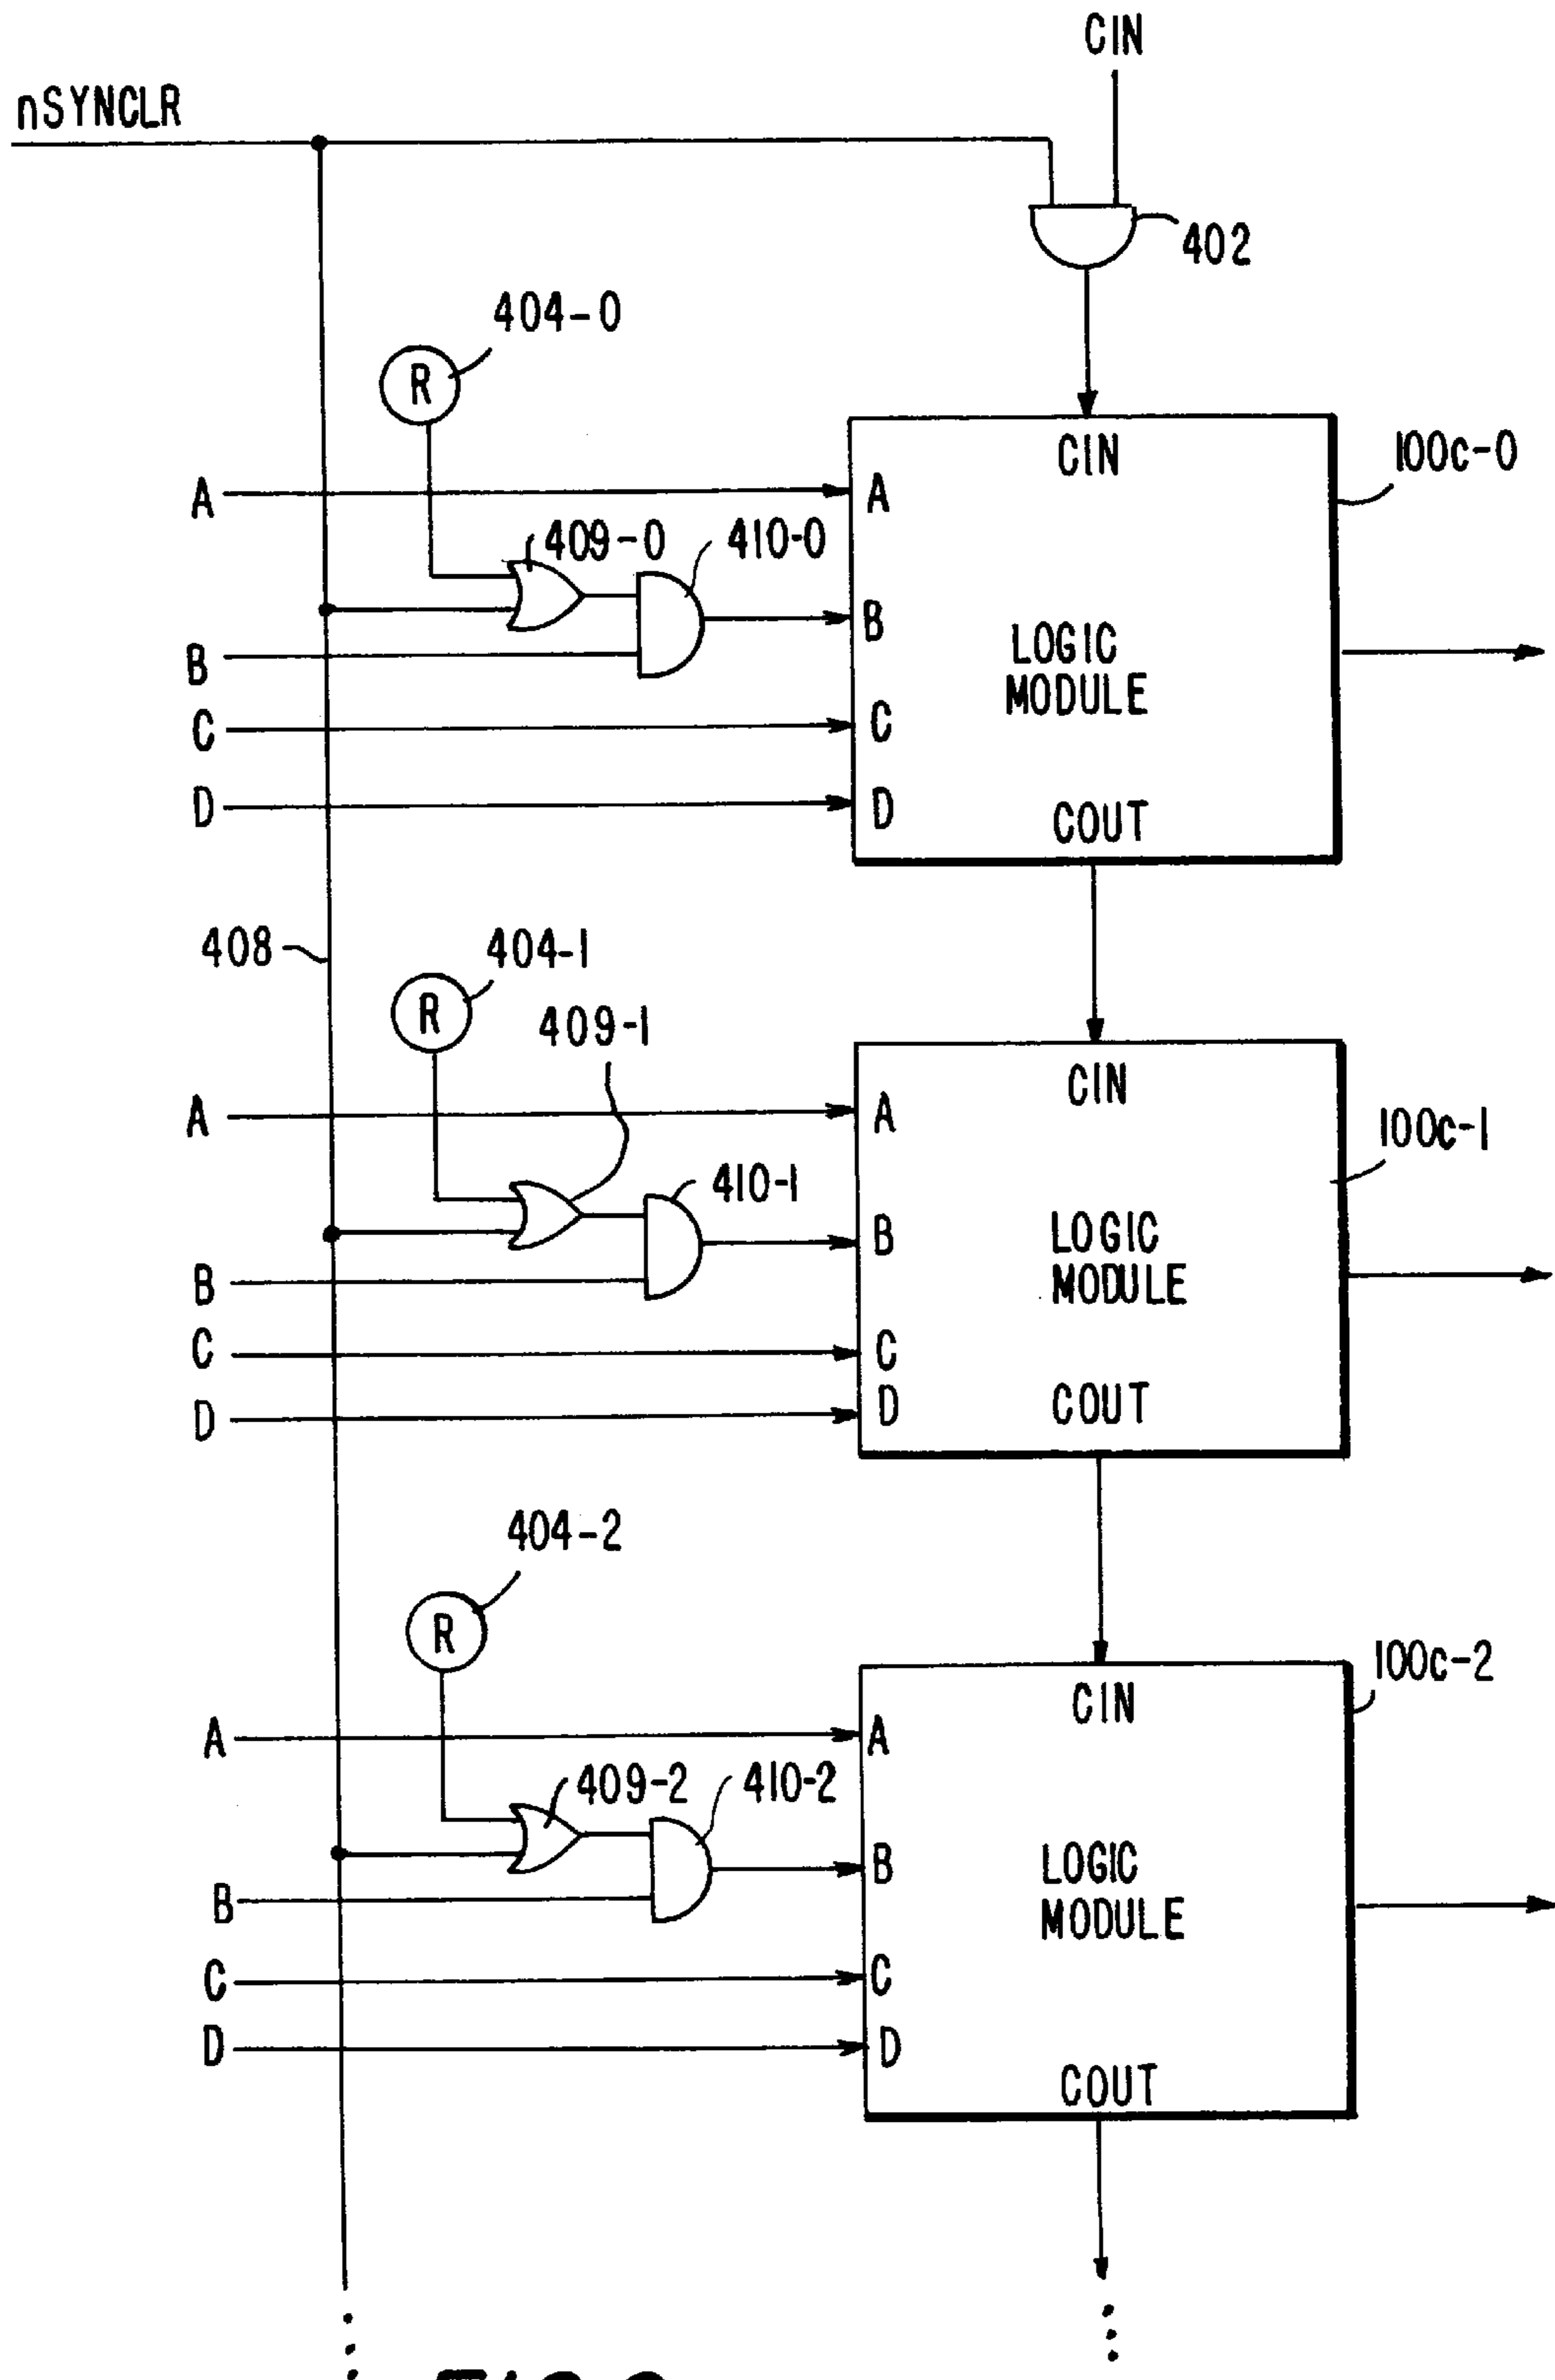 CIN
nSYNCLR
402
404-0
R
100c-0
CIN
A
A
409-0
410-0
B
LOGIC
MODULE
B
C
C
D
D
COUT
408
404-1
R
409-1
CIN
A
A
100c-1
410-1
B
LOGIC
MODULE
B
C
C
D
D
COUT
404-2
R
100c-2
CIN
A
A
409-2
410-2
B
LOGIC
MODULE
B
C
C
D
D
COUT